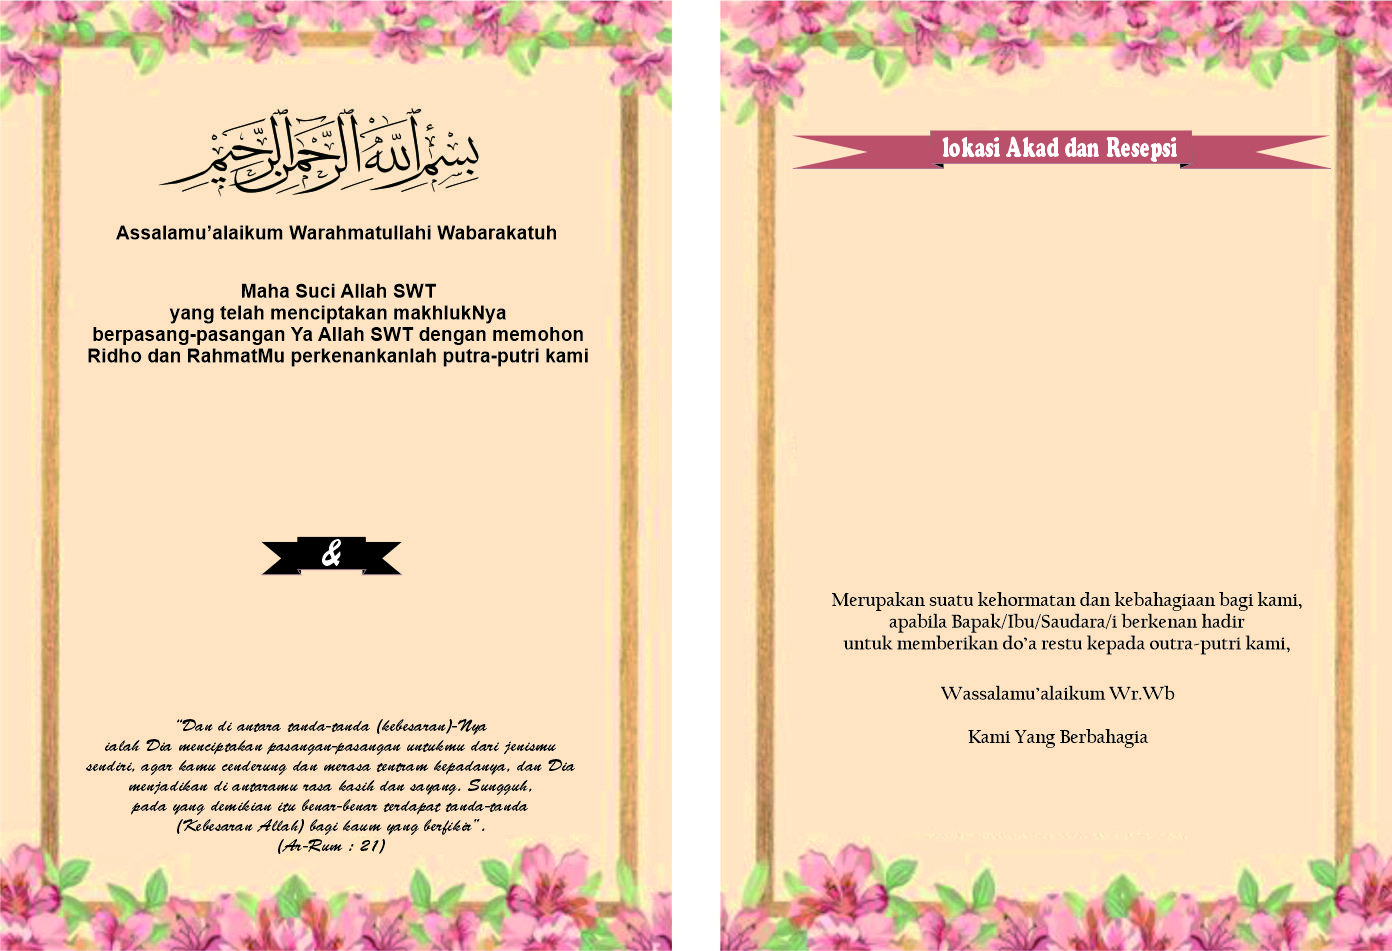 بسم الله الرحمن الرحيم
Assalamu’alaikum Warahmatullahi Wabarakatuh
Maha Suci Allah SWT
yang telah menciptakan makhlukNya
berpasang-pasangan Ya Allah SWT dengan memohon
Ridho dan RahmatMu perkenankanlah putra-putri kami
&
“Dan di antara tanda-tanda (kebesaran)-Nya
ialah Dia menciptakan pasangan-pasangan untukmu dari jenismu
sendiri, agar kamu cenderung dan merasa tentram kepadanya, dan Dia
menjadikan di antaramu rasa kasih dan sayang. Sungguh,
pada yang demikian itu benar-benar terdapat tanda-tanda
(Kebesaran Allah) bagi kaum yang berfikir”.
(Ar-Rum : 21)
lokasi Akad dan Resepsi
Merupakan suatu kehormatan dan kebahagiaan bagi kami,
apabila Bapak/Ibu/Saudara/i berkenan hadir
untuk memberikan do’a restu kepada outra-putri kami,
Wassalamu’alaikum Wr.Wb
Kami Yang Berbahagia